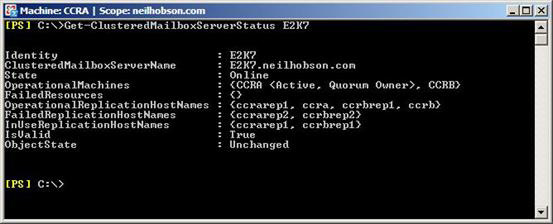 Machine: CCRA | Scope: neilhobson.com
[PS] C:\>Get-ClusteredMailboxServerStatus E2K7
Identity : E2K7
ClusteredMailboxServerName : E2K7.neilhobson.com
State : Online
OperationalMachines : {CCRA <Active, Quorum Owner>, CCRB}
FailedResources : {}
OperationalReplicationHostNames : {ccrarep1, ccra, ccrbrep1, ccrb}
FailedReplicationHostNames : {ccrarep2, ccrbrep2}
InUseReplicationHostNames : {ccrarep1, ccrbrep1}
IsValid : True
ObjectState : Unchanged
[PS] C:\>